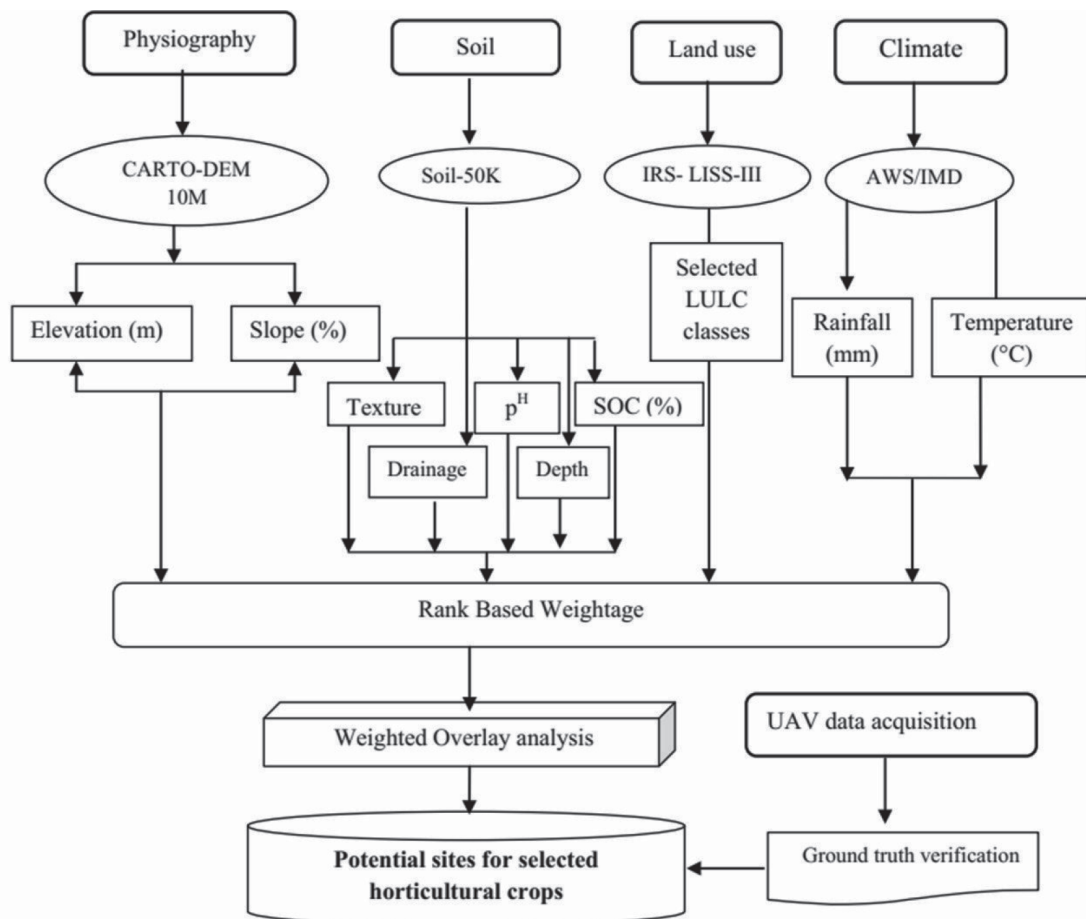 Physiography
Soil
Land use
Climate
CARTO-DEM
10M
Soil-50K
IRS- LISS-III
AWS/IMD
Elevation (m)
Slope (%)
Selected
LULC
classes
Rainfall
(mm)
Temperature
(°C)
Texture
p^H
SOC (%)
Drainage
Depth
Rank Based Weightage
Weighted Overlay analysis
UAV data acquisition
Potential sites for selected
horticultural crops
Ground truth verification